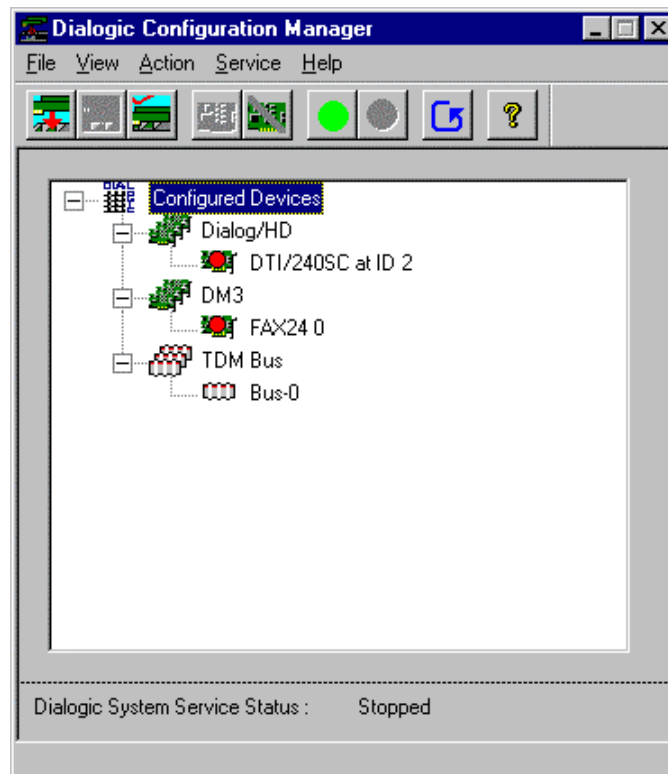 Dialogic Configuration Manager
File View Action Service Help
DIAL
Configured Devices
Dialog/HD
DTI/240SC at ID 2
DM3
FAX24 0
TDM Bus
Bus-0
Dialogic System Service Status : Stopped